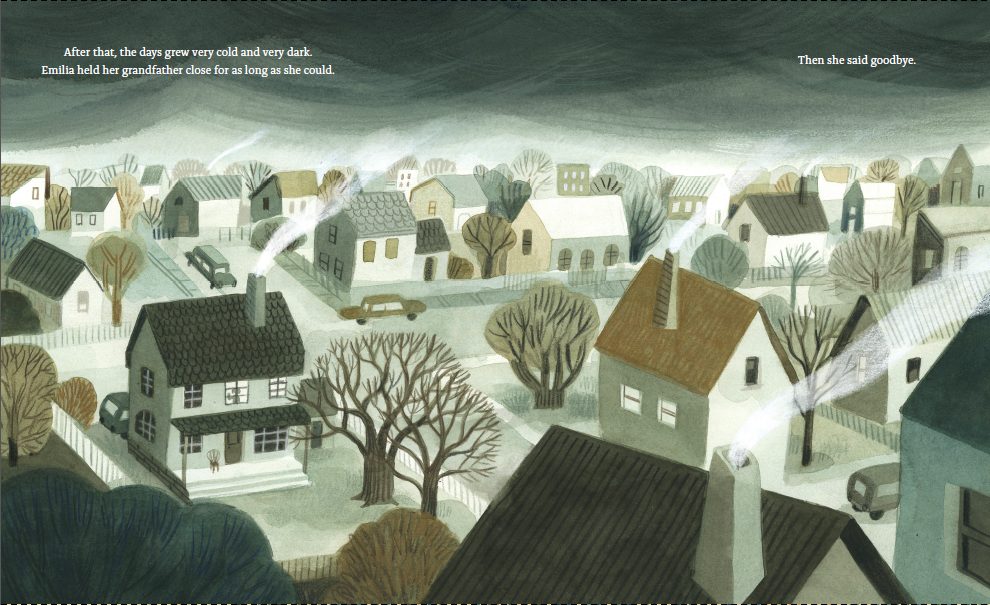 After that, the days grew very cold and very dark.
Emilia held her grandfather close for as long as she could.
Then she said goodbye.